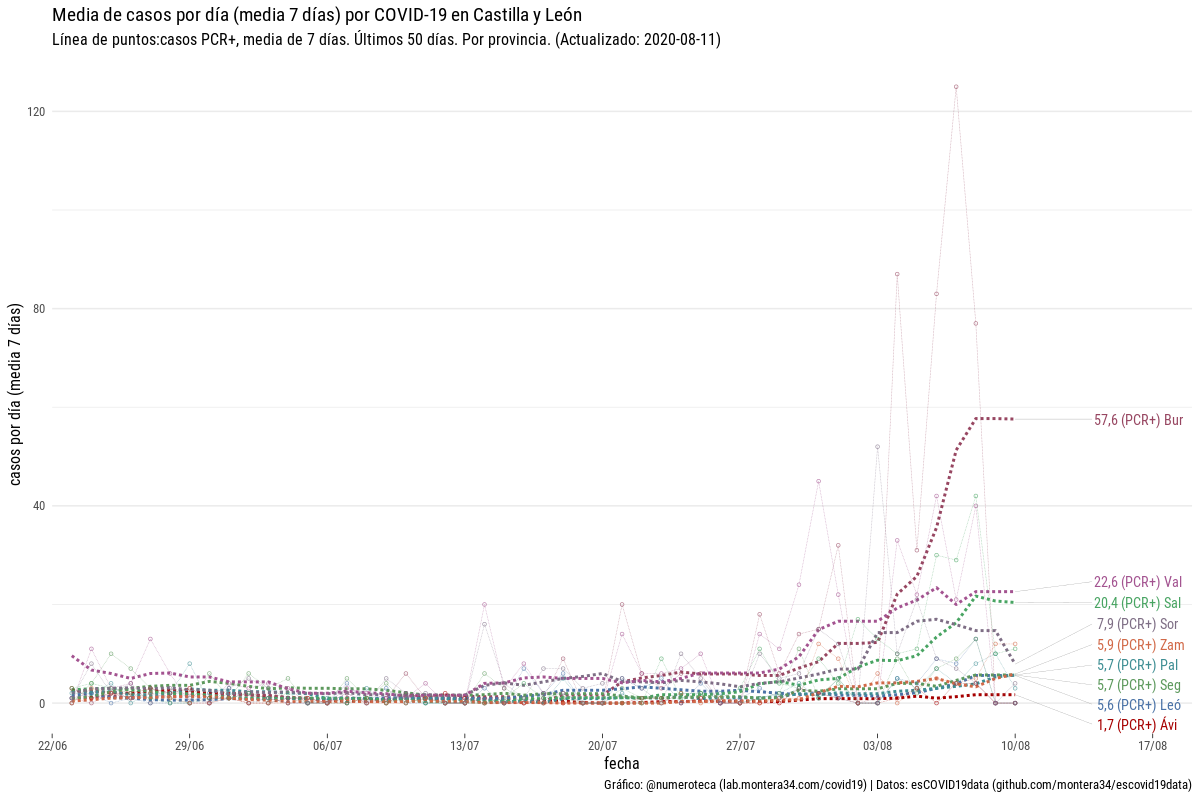 Media de casos por día (media 7 días) por COVID-19 en Castilla y León
Línea de puntos:casos PCR+, media de 7 días. Últimos 50 días. Por provincia. (Actualizado: 2020-08-11)
casos por día (media 7 días)
120
80
40
0
57,6 (PCR+) Bur
22,6 (PCR+) Val
20,4 (PCR+) Sal
7,9 (PCR+) Sor
5,9 (PCR+) Zam
5,7 (PCR+) Pal
5,7 (PCR+) Seg
5,6 (PCR+) Leó
1,7 (PCR+) Ávi
22/06 29/06 06/07 13/07 20/07 27/07 03/08 10/08 17/08
fecha
Gráfico: @numeroteca (lab.montera34.com/covid19) | Datos: esCOVID19data (github.com/montera34/escovid19data)